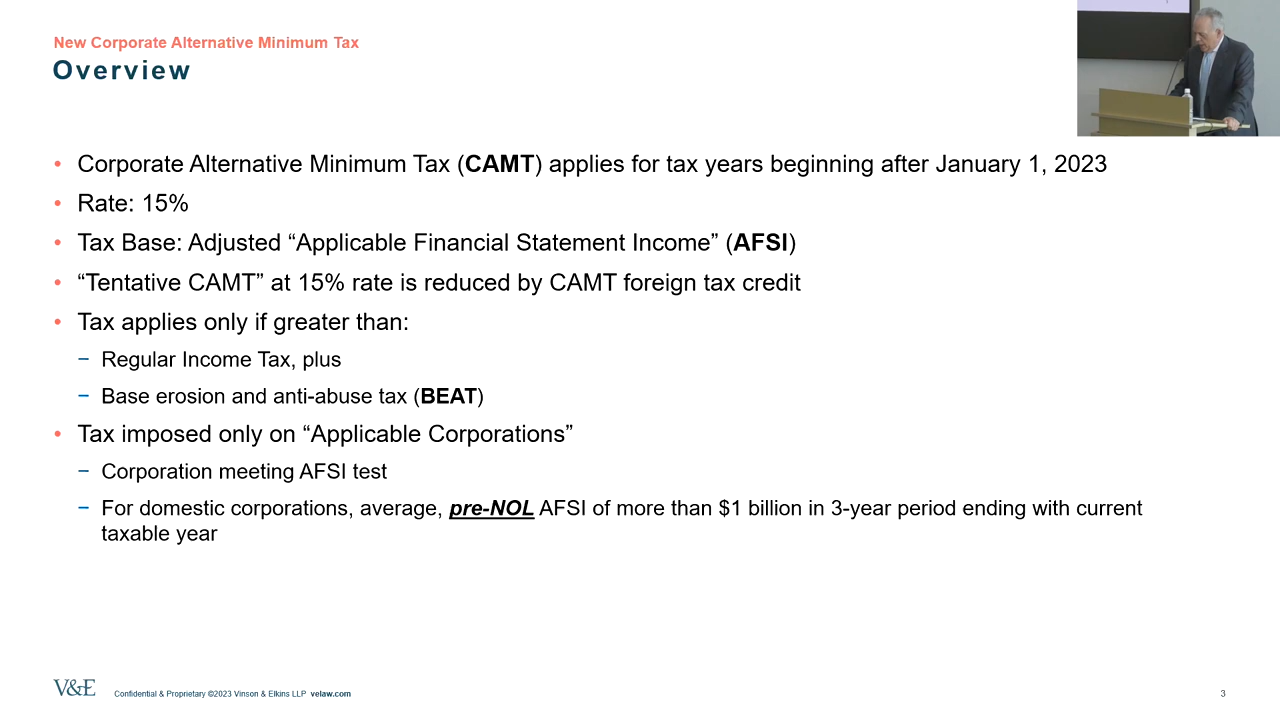 New Corporate Alternative Minimum Tax
Overview
• Corporate Alternative Minimum Tax (CAMT) applies for tax years beginning after January 1, 2023
• Rate: 15%
• Tax Base: Adjusted “Applicable Financial Statement Income” (AFSI)
• “Tentative CAMT” at 15% rate is reduced by CAMT foreign tax credit
• Tax applies only if greater than:
− Regular Income Tax, plus
− Base erosion and anti-abuse tax (BEAT)
• Tax imposed only on “Applicable Corporations”
− Corporation meeting AFSI test
− For domestic corporations, average, pre-NOL AFSI of more than $1 billion in 3-year period ending with current
taxable year
V&E Confidential & Proprietary ©2023 Vinson & Elkins LLP velaw.com 3